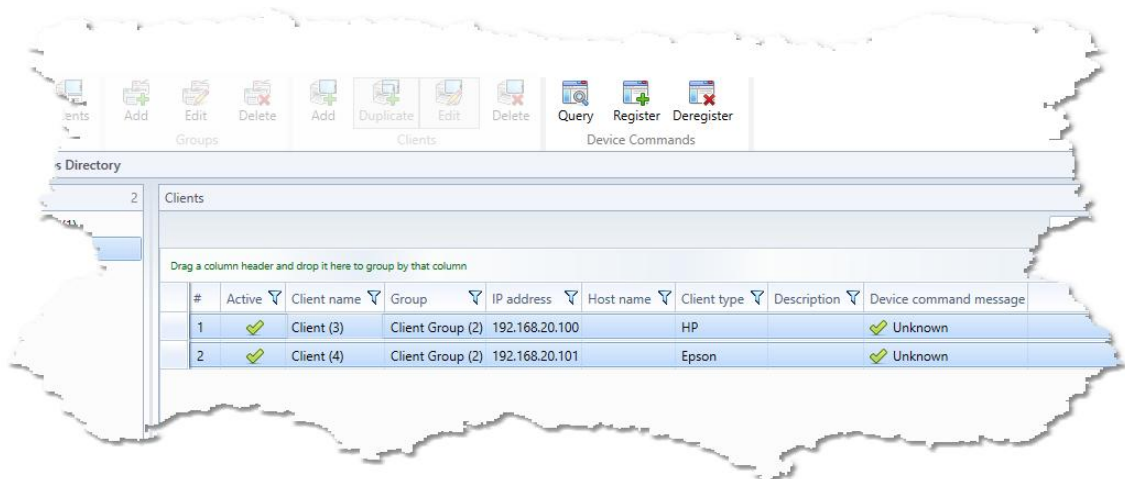 Add Edit Delete Add Duplicate Edit Delete Query Register Deregister
Groups Clients Device Commands
Directory
2 Clients
Drag a column header and drop it here to group by that column
# Active Client name Group IP address Host name Client type Description Device command message
1 Client (3) Client Group (2) 192.168.20.100 HP Unknown
2 Client (4) Client Group (2) 192.168.20.101 Epson Unknown